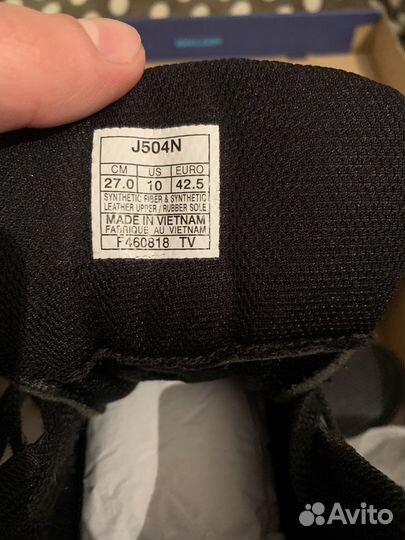 J504N
CM US EURO
27.0 10 42.5
SYNTHETIC FIBER & SYNTHETIC
LEATHER UPPER / RUBBER SOLE
MADE IN VIETNAM
FABRIQUE AU VIETNAM
F460818 TV
Avito